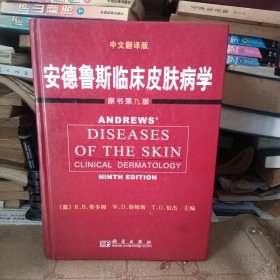 中文翻译版
安德鲁斯临床皮肤病学
原书第九版
ANDREWS'
DISEASES
OF THE SKIN
CLINICAL DERMATOLOGY
NINTH EDITION
〔美〕R.B.奥多姆 W.D.詹姆斯 T.G.伯杰 主编
科学出版社